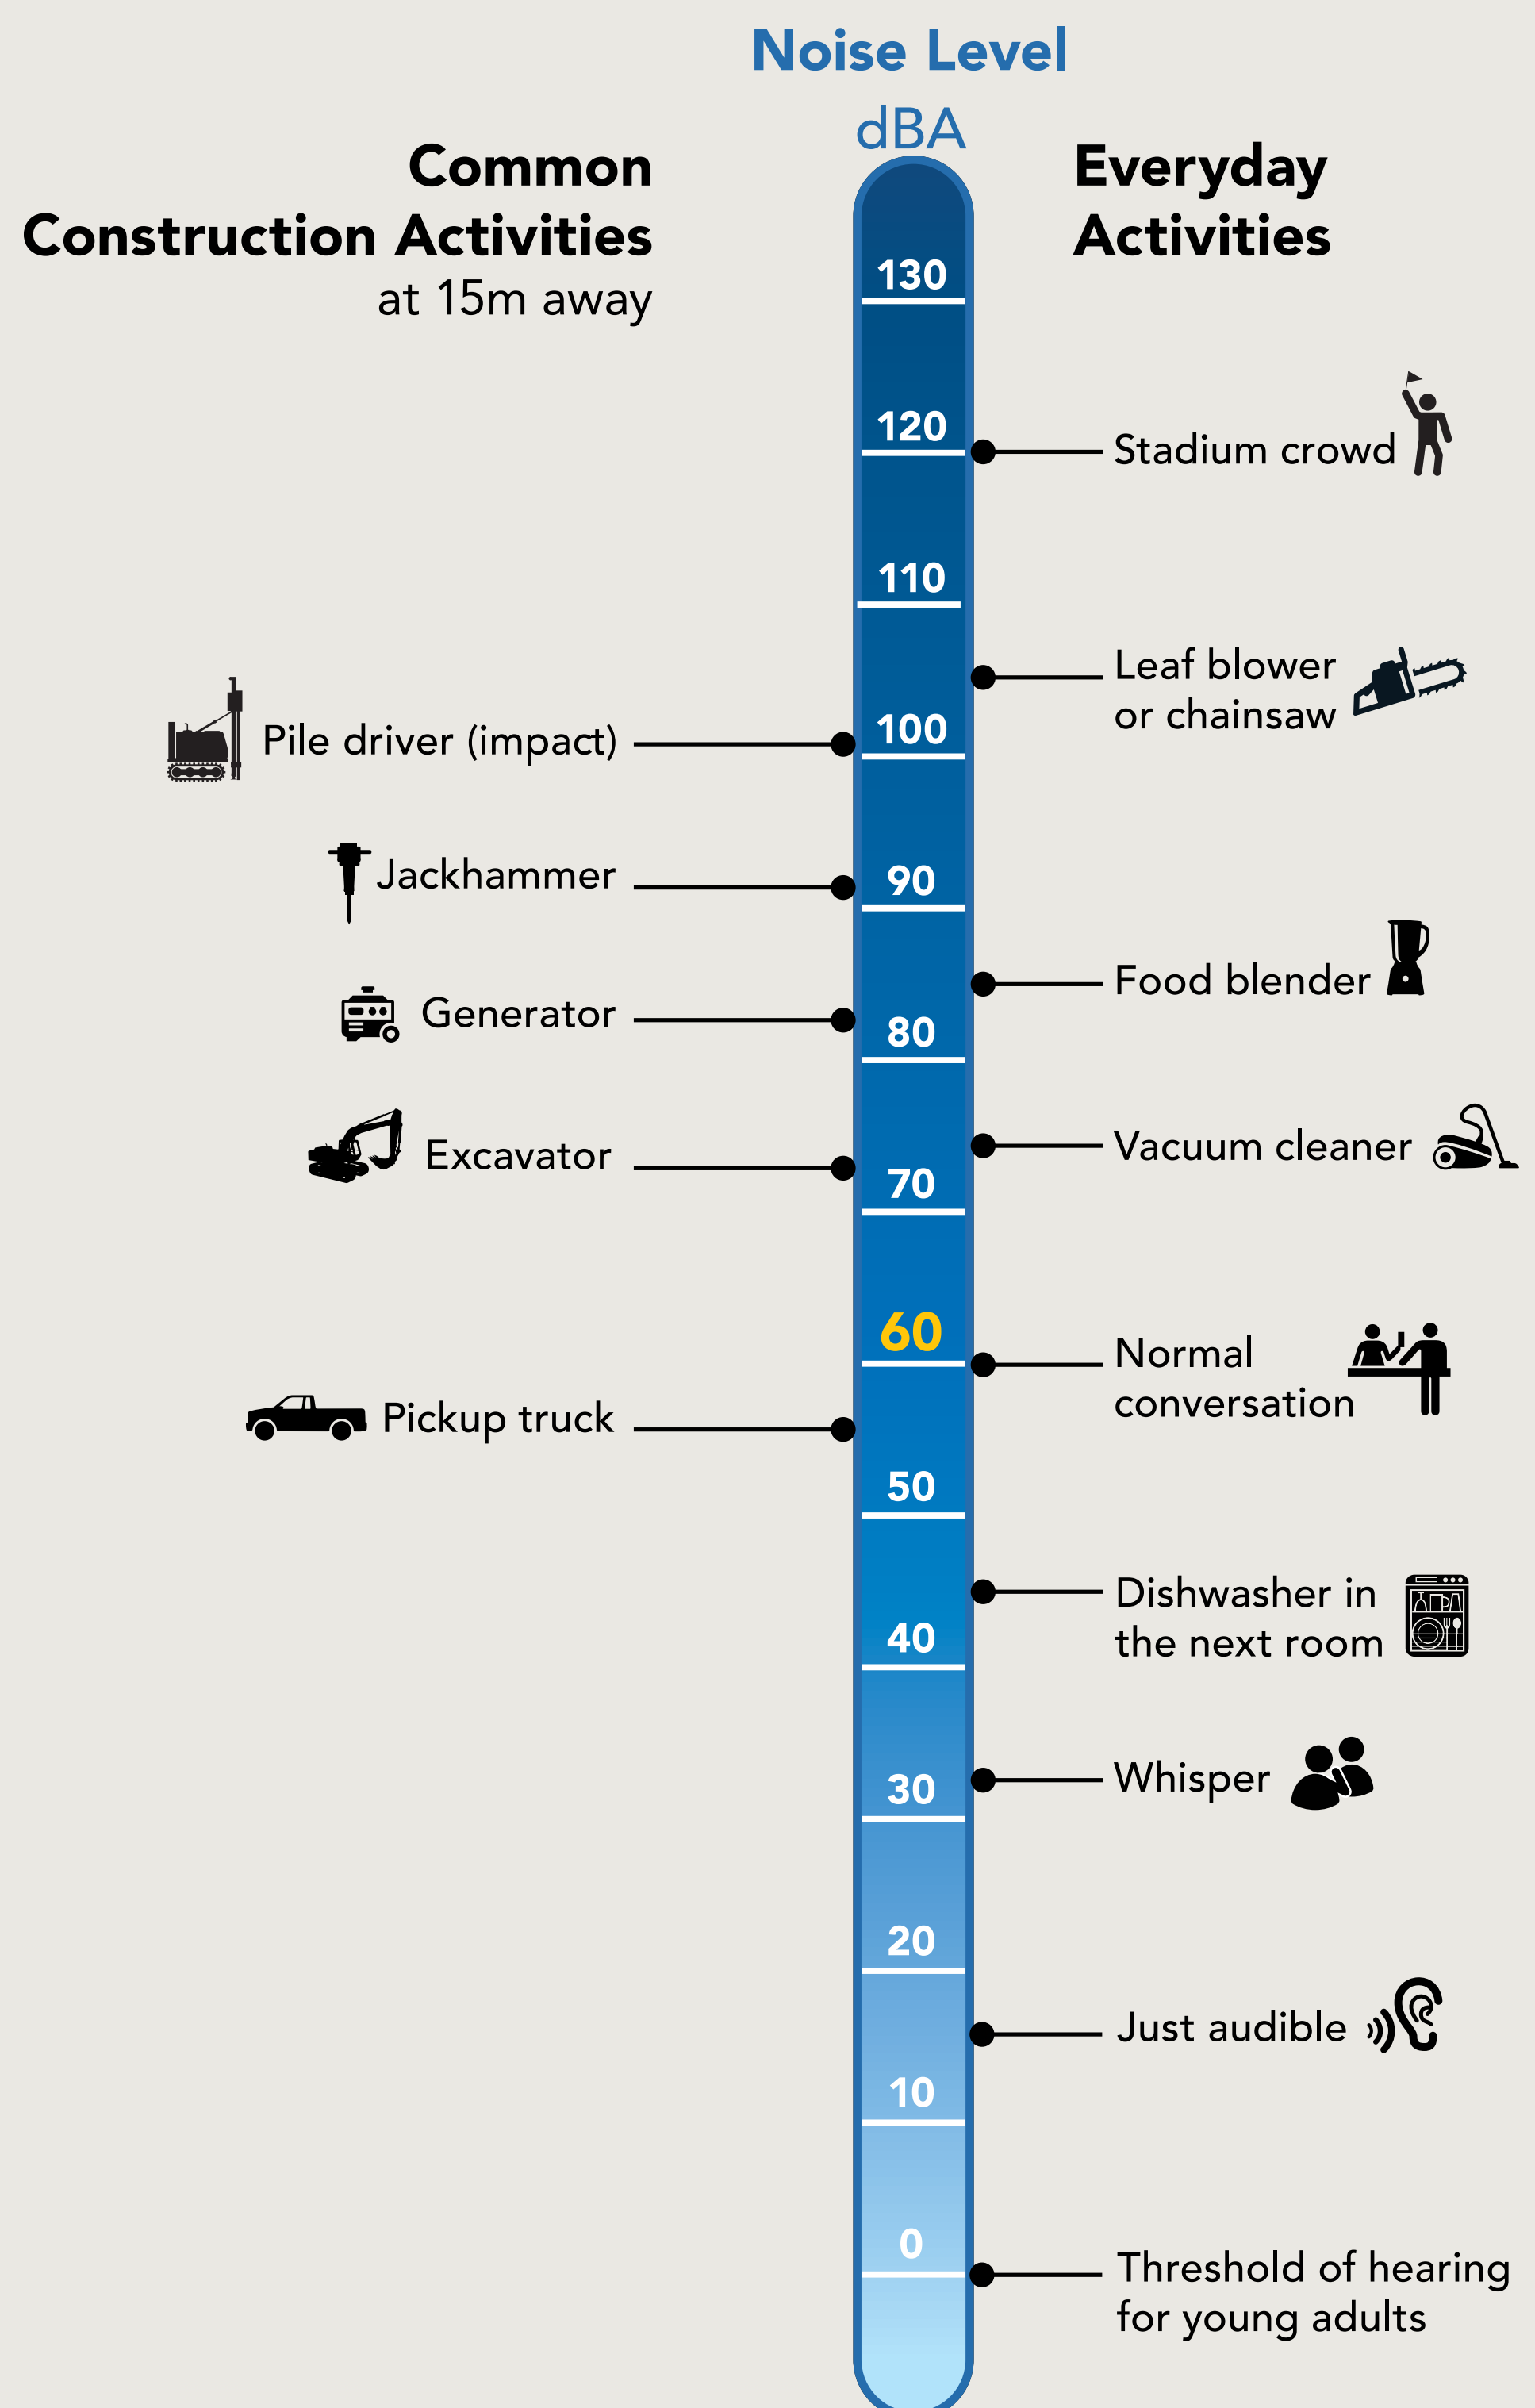 Noise Level
dBA
Common
Construction Activities
at 15m away
Everyday
Activities
130
120
Stadium crowd
110
Leaf blower
or chainsaw
Pile driver (impact)
100
Jackhammer
90
Food blender
Generator
80
Vacuum cleaner
Excavator
70
60
Normal
conversation
Pickup truck
50
Dishwasher in
the next room
40
Whisper
30
20
Just audible
10
0
Threshold of hearing
for young adults